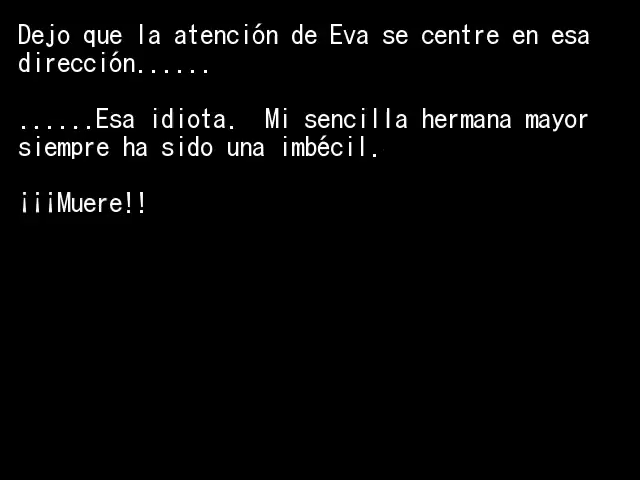 Dejo que la atención de Eva se centre en esa
dirección......
......Esa idiota.  Mi sencilla hermana mayor
siempre ha sido una imbécil.
¡¡¡Muere!!